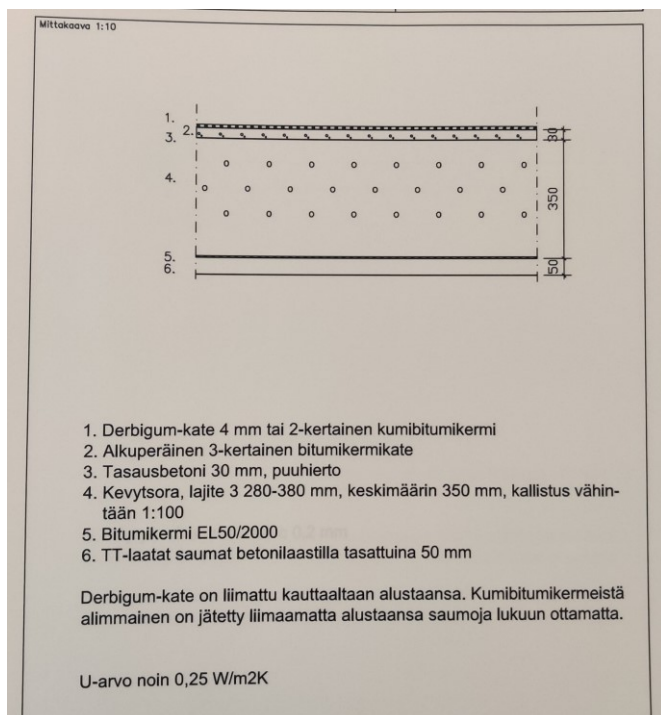 Mittakaava 1:10
1.
2.
3.
4.
5.
6.
30
350
50
1. Derbigum-kate 4 mm tai 2-kertainen kumibitumikermi
2. Alkuperäinen 3-kertainen bitumikermikate
3. Tasausbetoni 30 mm, puuhierto
4. Kevytsora, lajite 3 280-380 mm, keskimäärin 350 mm, kallistus vähin-
tään 1:100
5. Bitumikermi EL50/2000
6. TT-laatat saumat betonilaastilla tasattuina 50 mm
Derbigum-kate on liimattu kauttaaltaan alustaansa. Kumibitumikermeistä
alimmainen on jätetty liimaamatta alustaansa saumoja lukuun ottamatta.
U-arvo noin 0,25 W/m2K